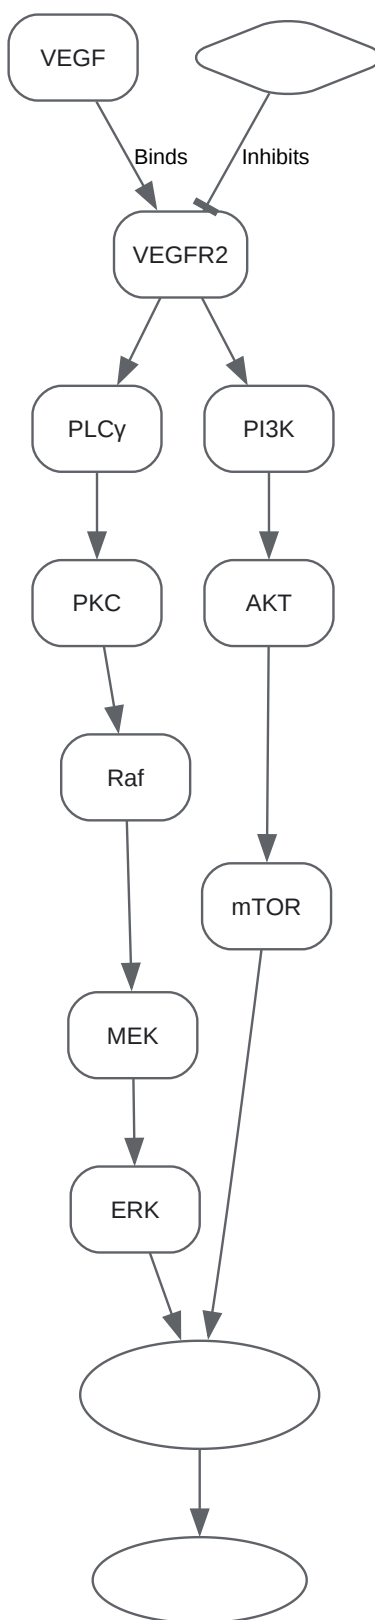 VEGF
Binds
Inhibits
VEGFR2
PLCγ
PI3K
PKC
AKT
Raf
mTOR
MEK
ERK